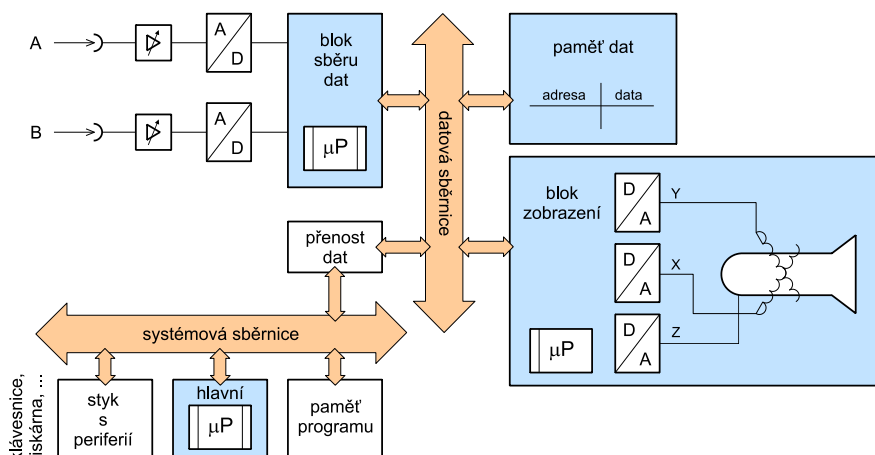 A
A
D
blok
sběru
dat
μP
B
A
D
datová sběrnice
paměť dat
adresa
data
blok
zobrazení
D
A
Y
D
A
X
D
A
Z
μP
přenost
dat
systémová sběrnice
klávesnice,
tiskárna, ...
styk
s
periferií
hlavní
μP
paměť
programu